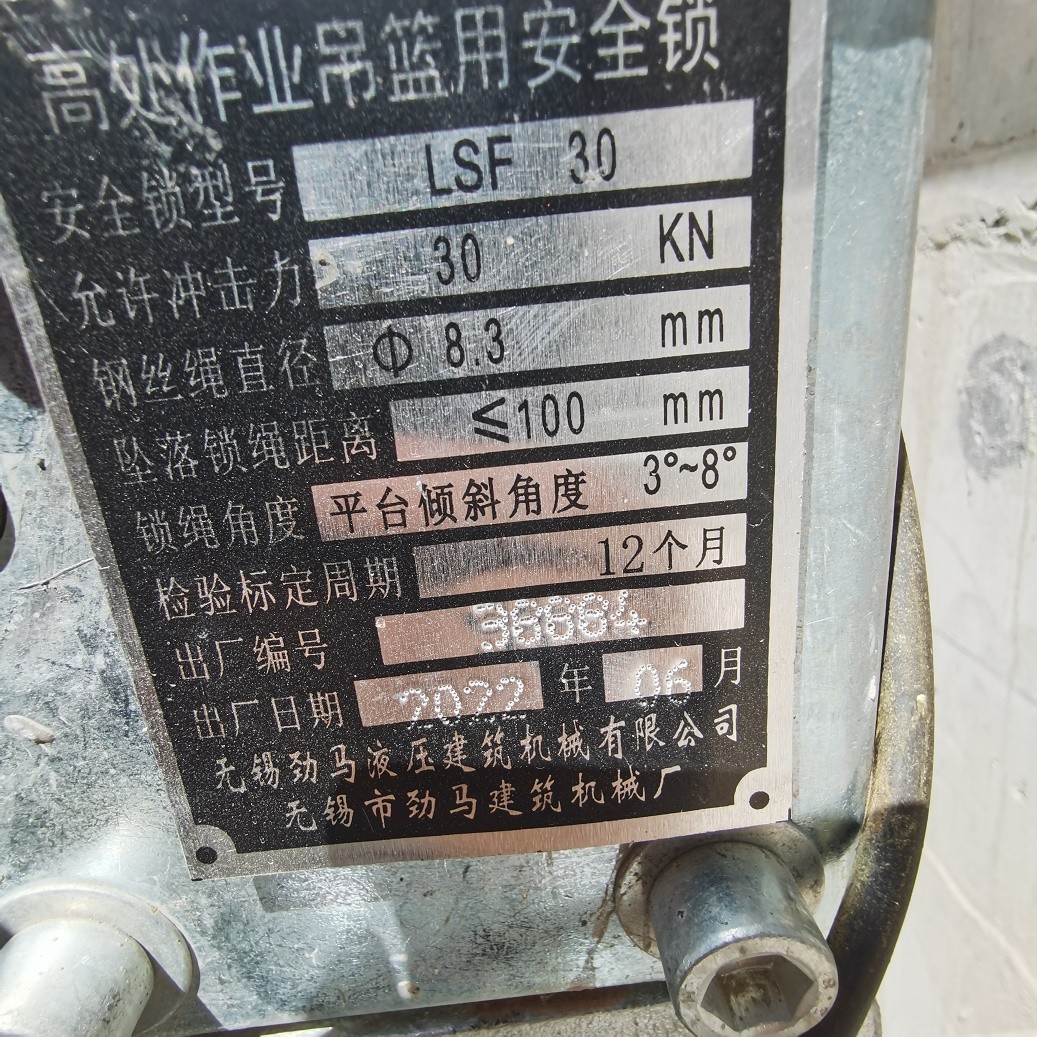 高处作业吊篮用安全锁
安全锁型号 LSF 30
允许冲击力 30 KN
钢丝绳直径 Φ 8.3 mm
坠落锁绳距离 ≤100 mm
锁绳角度 平台倾斜角度 3°~8°
检验标定周期 12个月
出厂编号
出厂日期 2022 年 06 月
无锡劲马液压建筑机械有限公司
无锡市劲马建筑机械厂